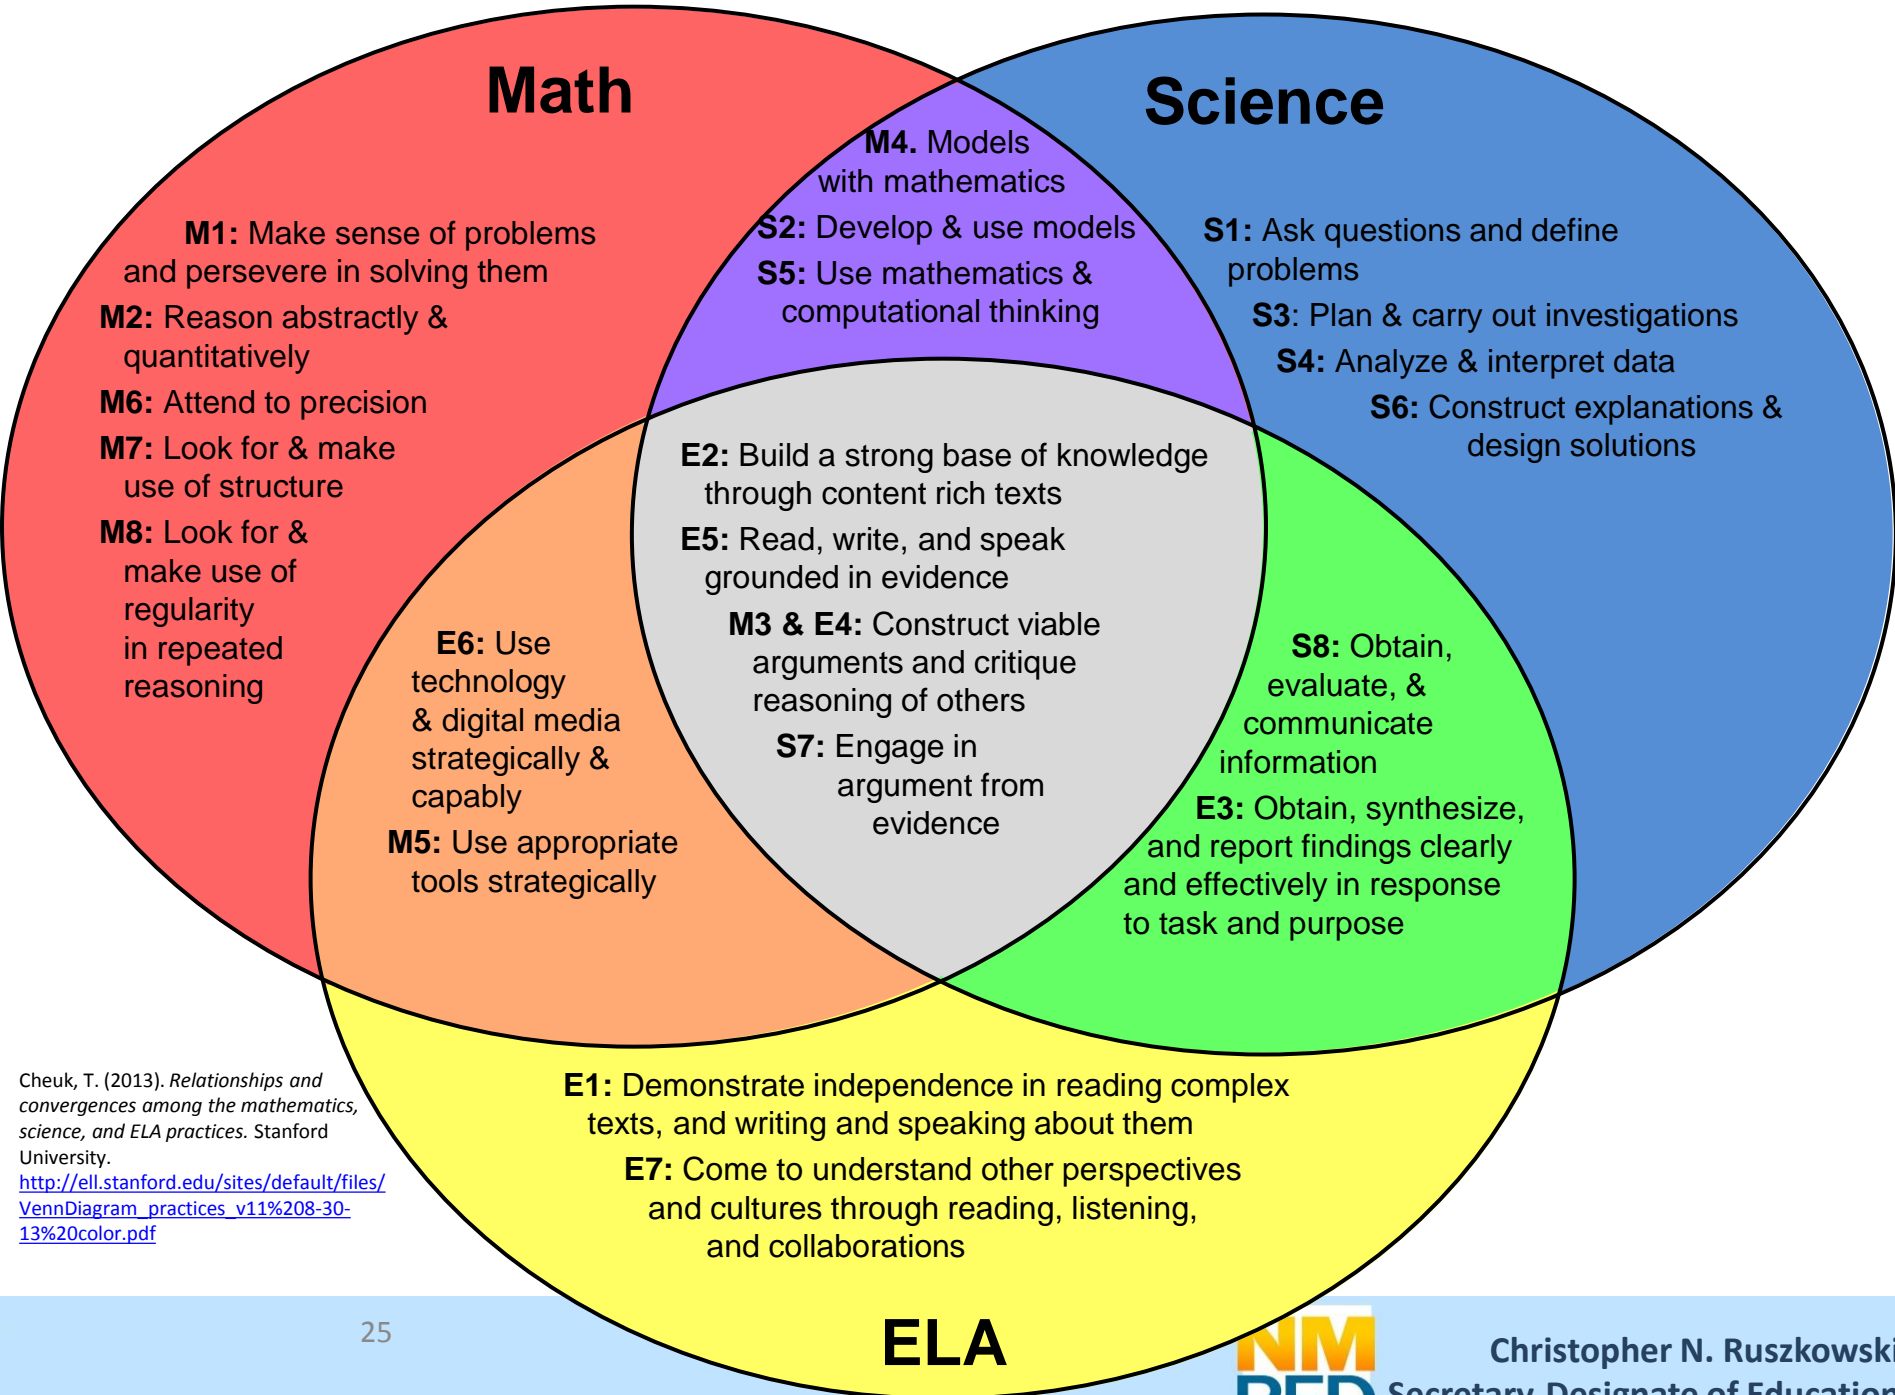 Math
Science
M4. Models
with mathematics
S2: Develop & use models
S5: Use mathematics &
computational thinking
M1: Make sense of problems
and persevere in solving them
M2: Reason abstractly &
quantitatively
M6: Attend to precision
M7: Look for & make
use of structure
M8: Look for &
make use of
regularity
in repeated
reasoning
S1: Ask questions and define
problems
S3: Plan & carry out investigations
S4: Analyze & interpret data
S6: Construct explanations &
design solutions
E2: Build a strong base of knowledge
through content rich texts
E5: Read, write, and speak
grounded in evidence
M3 & E4: Construct viable
arguments and critique
reasoning of others
S7: Engage in
argument from
evidence
E6: Use
technology
& digital media
strategically &
capably
M5: Use appropriate
tools strategically
S8: Obtain,
evaluate, &
communicate
information
E3: Obtain, synthesize,
and report findings clearly
and effectively in response
to task and purpose
Cheuk, T. (2013). Relationships and
convergences among the mathematics,
science, and ELA practices. Stanford
University.
http://ell.stanford.edu/sites/default/files/
VennDiagram_practices_v11%208-30-
13%20color.pdf
E1: Demonstrate independence in reading complex
texts, and writing and speaking about them
E7: Come to understand other perspectives
and cultures through reading, listening,
and collaborations
ELA
25
NM
PED
Christopher N. Ruszkowski
Secretary-Designate of Education